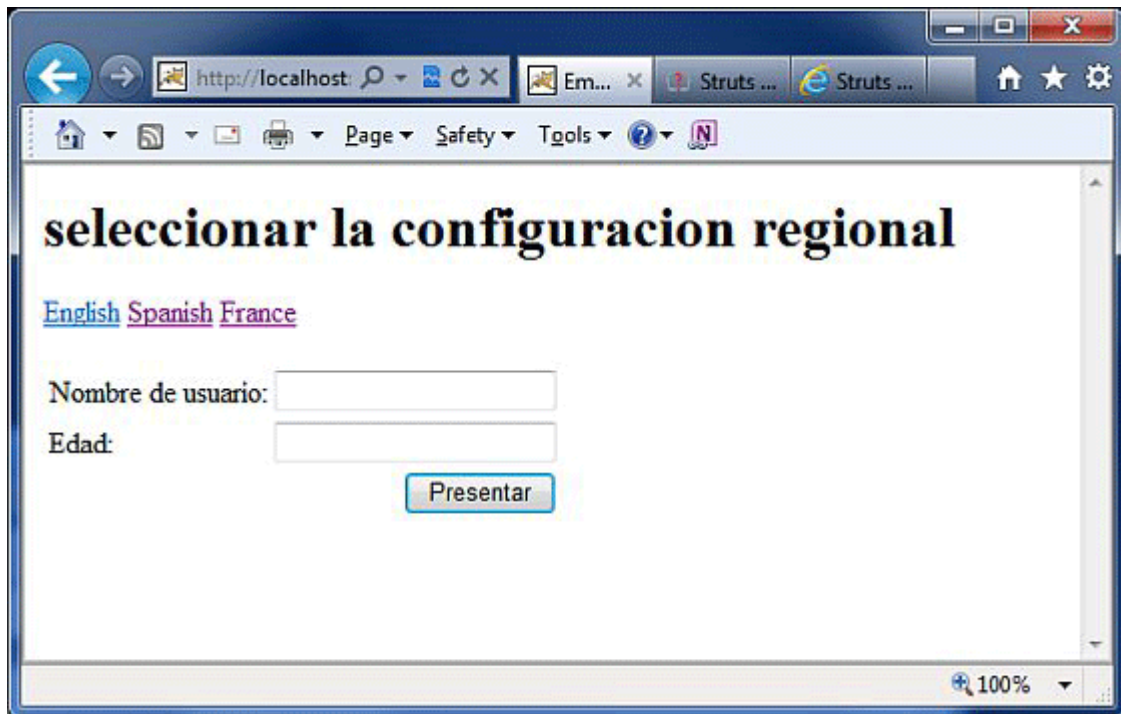 http://localhost: Em... Struts ... Struts ...
Page Safety Tools
seleccionar la configuracion regional
English Spanish France
Nombre de usuario:
Edad:
Presentar
100%